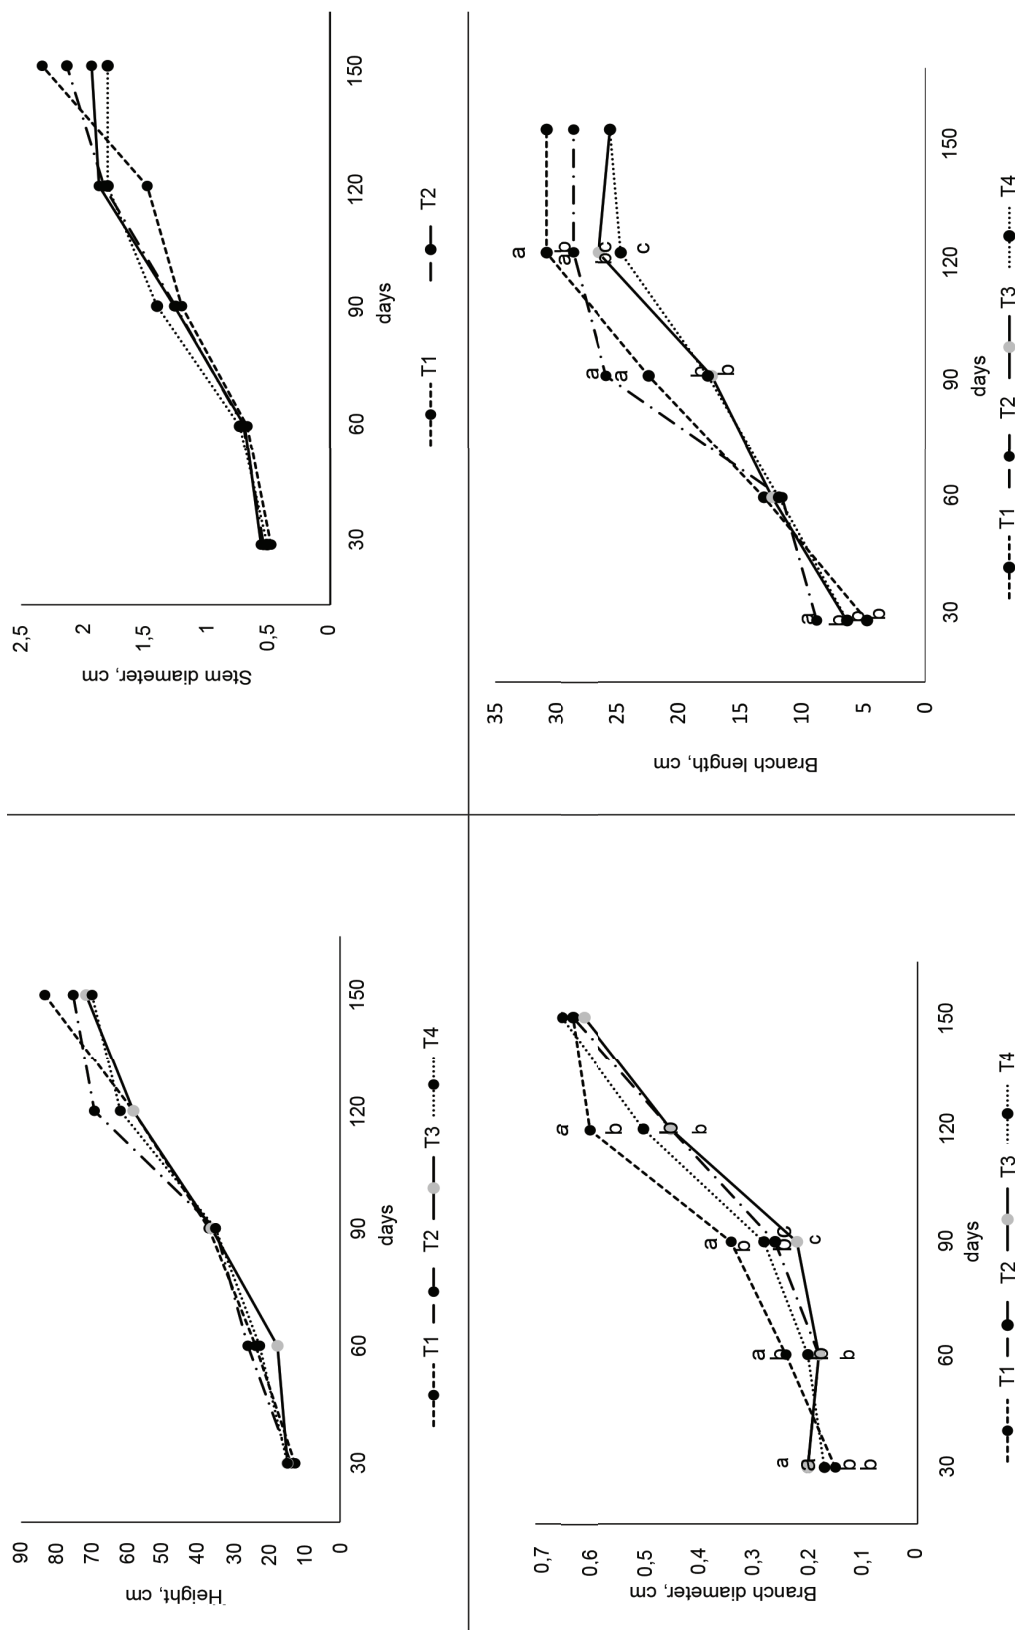 Height, cm
90
80
70
60
50
40
30
20
10
0
30 60 90 120 150
days
T1 T2 T3 T4
Stem diameter, cm
2,5
2
1,5
1
0,5
0
30 60 90 120 150
days
T1 T2
Branch diameter, cm
0,7
0,6
0,5
0,4
0,3
0,2
0,1
0
a
a
b
b
a
b
b
b
a
b
bc
c
a
b
b
b
30 60 90 120 150
days
T1 T2 T3 T4
Branch length, cm
35
30
25
20
15
10
5
0
a
b
b
b
a
a
b
b
a
ab
bc
c
30 60 90 120 150
days
T1 T2 T3 T4